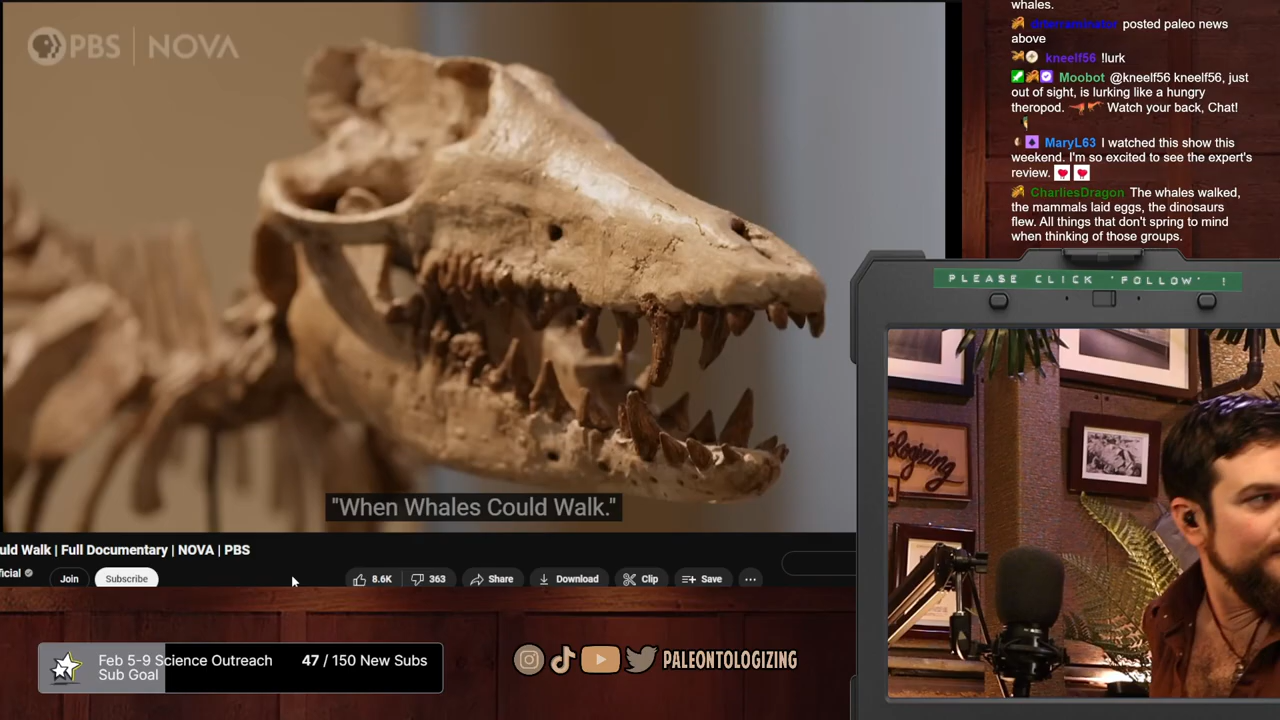 PBS | NOVA
"When Whales Could Walk."
uld Walk | Full Documentary | NOVA | PBS
ficial
Join
Subscribe
8.6K
363
Share
Download
Clip
Save
Feb 5-9 Science Outreach
Sub Goal
47 / 150 New Subs
PALEONTOLOGIZING
whales.
posted paleo news
above
kneelf56 !lurk
Moobot @kneelf56 kneelf56, just
out of sight, is lurking like a hungry
theropod. Watch your back, Chat!
MaryL63 I watched this show this
weekend. I'm so excited to see the expert's
review.
CharliesDragon The whales walked,
the mammals laid eggs, the dinosaurs
flew. All things that don't spring to mind
when thinking of those groups.
PLEASE CLICK 'FOLLOW' !
ologizing